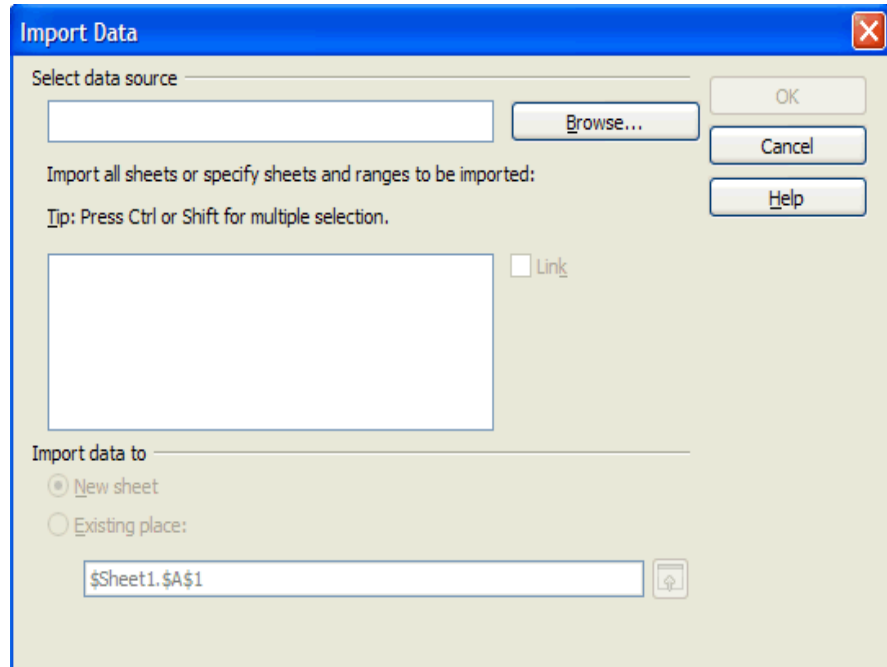 Import Data
Select data source
OK
Browse...
Cancel
Import all sheets or specify sheets and ranges to be imported:
Help
Tip: Press Ctrl or Shift for multiple selection.
Link
Import data to
New sheet
Existing place:
$Sheet1.$A$1